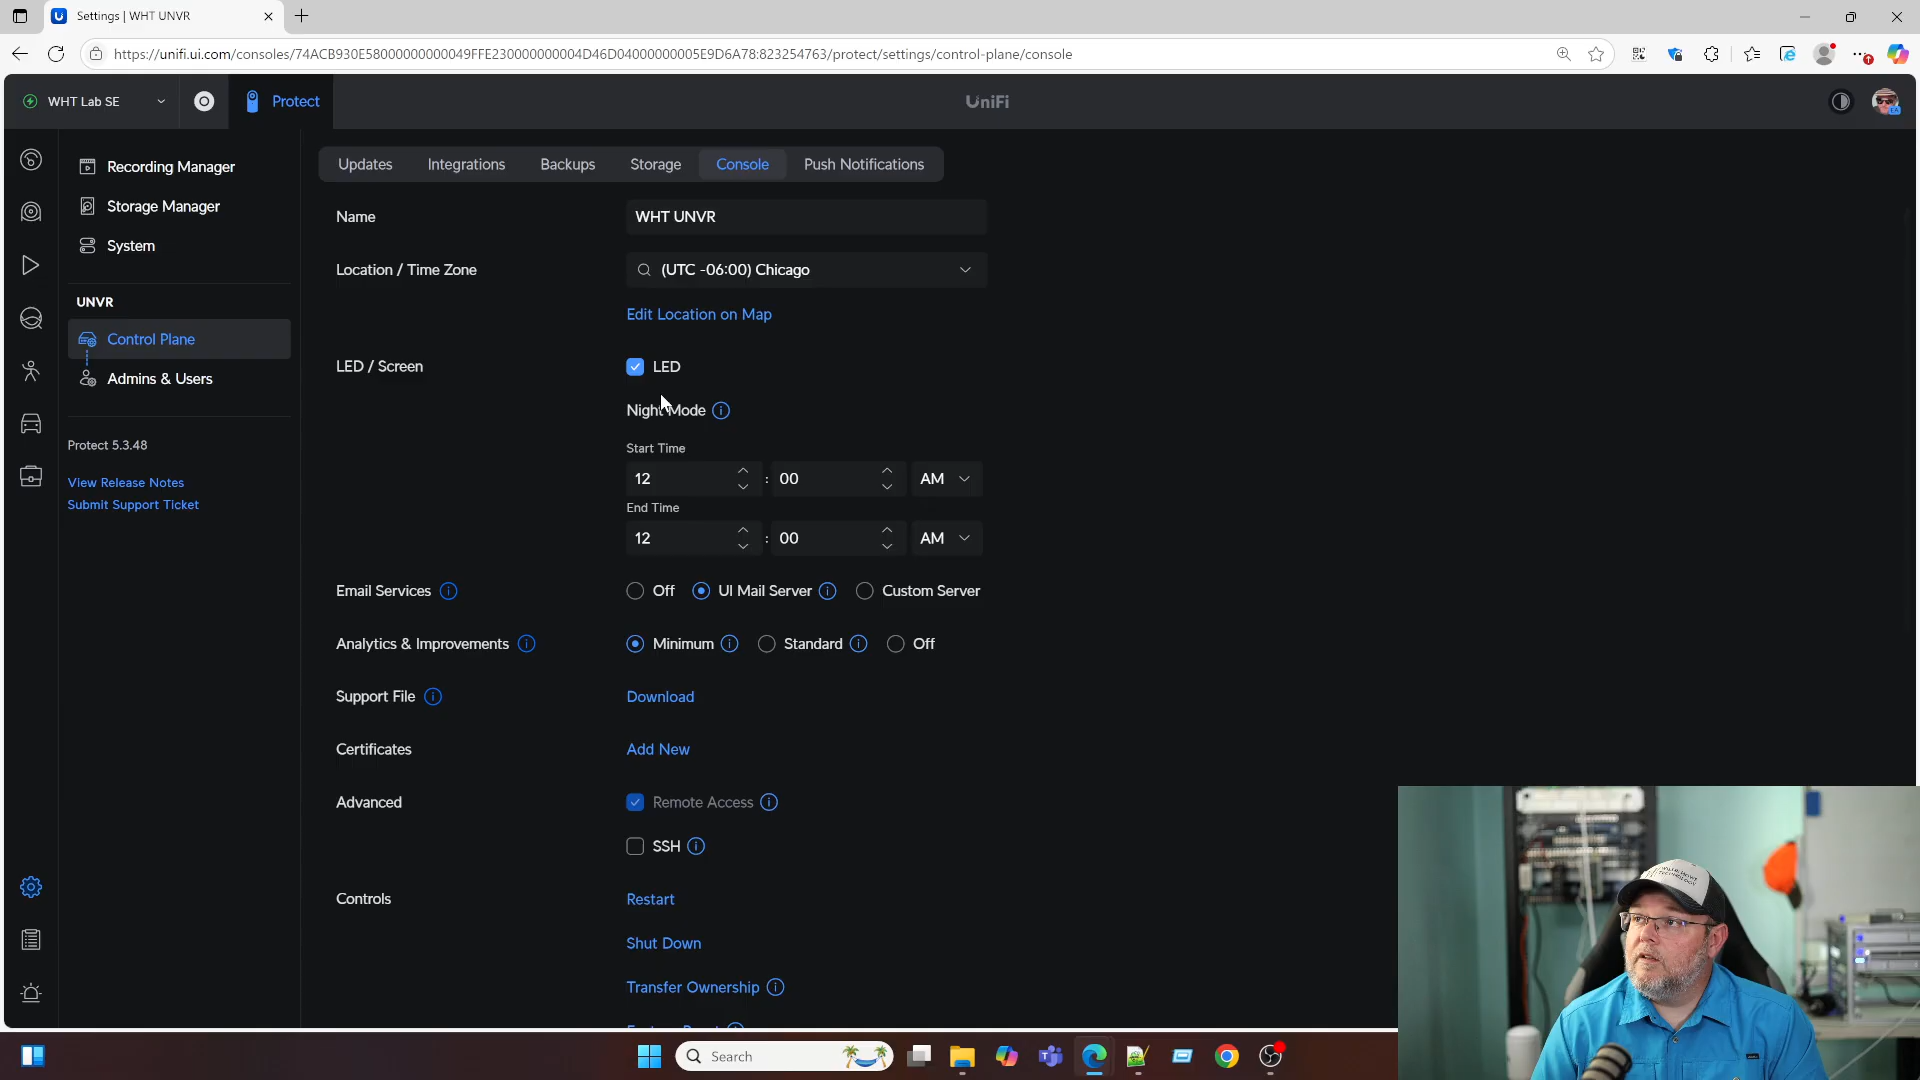 Settings | WHT UNVR
https://unifi.ui.com/consoles/74ACB930E58000000000049FFE230000000004D46D04000000005E9D6A78:823254763/protect/settings/control-plane/console
WHT Lab SE
Protect
UniFi
EA
Recording Manager
Storage Manager
System
UNVR
Control Plane
Admins & Users
Protect 5.3.48
View Release Notes
Submit Support Ticket
Updates
Integrations
Backups
Storage
Console
Push Notifications
Name
WHT UNVR
Location / Time Zone
(UTC -06:00) Chicago
Edit Location on Map
LED / Screen
LED
Night Mode
Start Time
12 : 00 AM
End Time
12 : 00 AM
Email Services
Off
UI Mail Server
Custom Server
Analytics & Improvements
Minimum
Standard
Off
Support File
Download
Certificates
Add New
Advanced
Remote Access
SSH
Controls
Restart
Shut Down
Transfer Ownership
Search